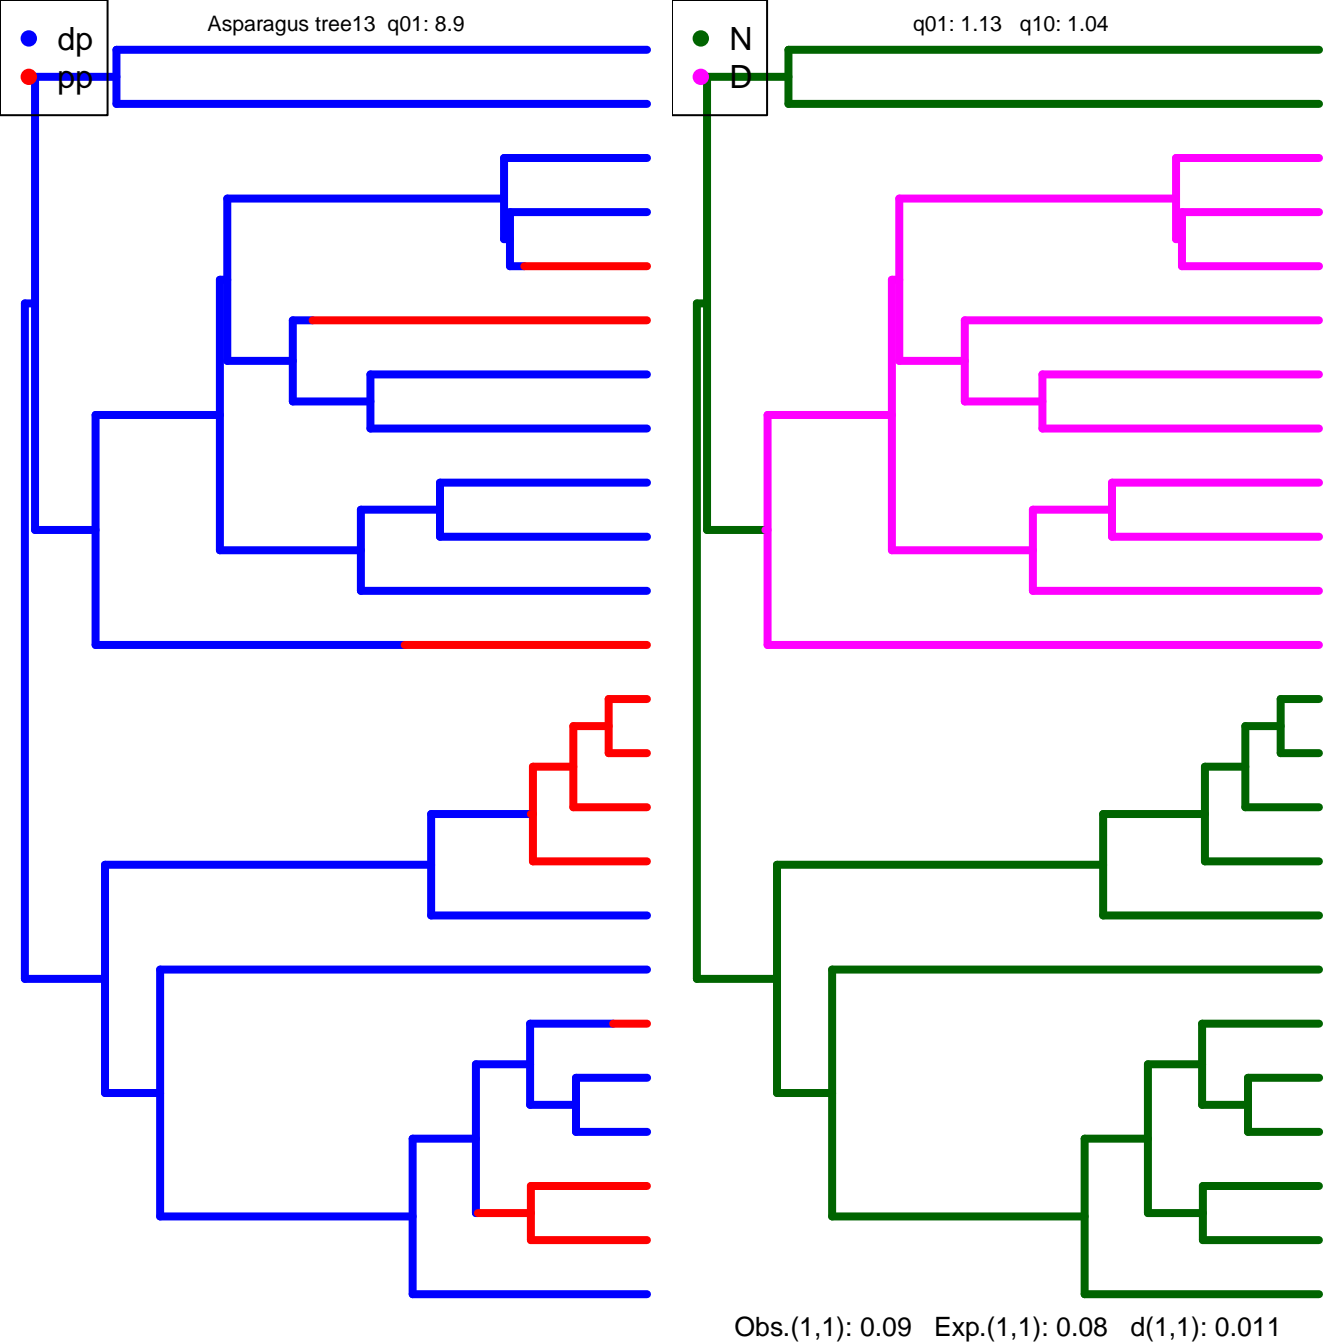 Asparagus tree13  q01: 8.9
dp
pp
q01: 1.13   q10: 1.04
N
D
Obs.(1,1): 0.09   Exp.(1,1): 0.08   d(1,1): 0.011